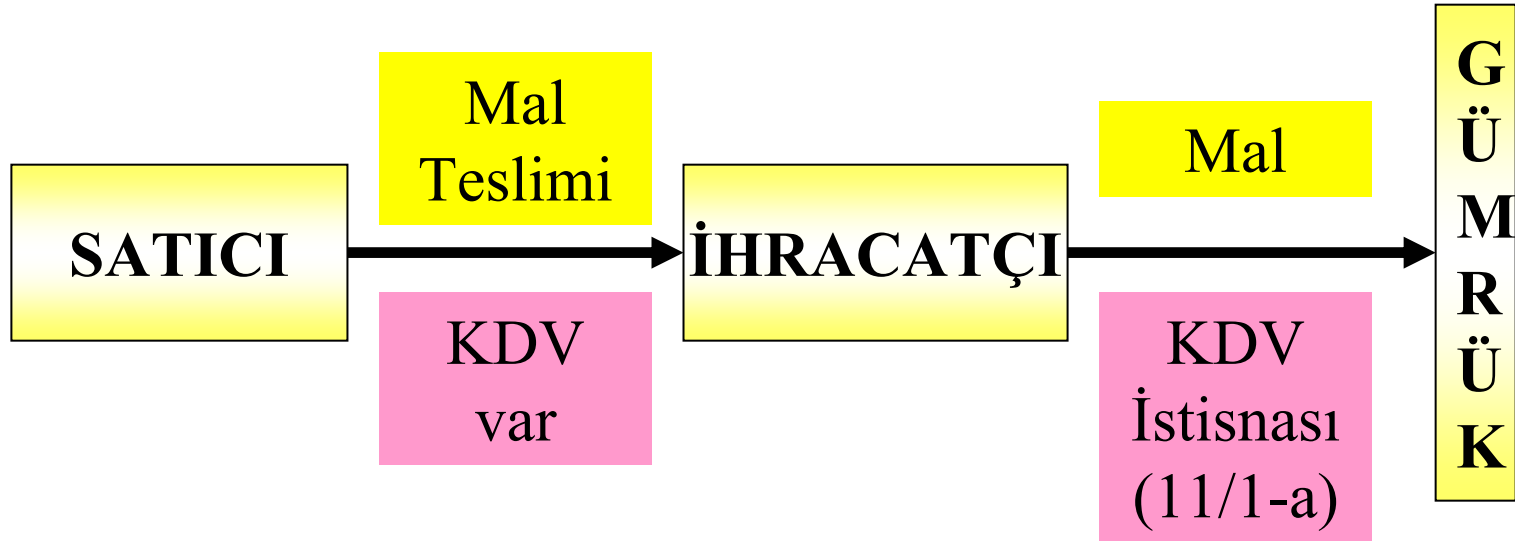 SATICI
Mal
Teslimi
KDV
var
İHRACATÇI
Mal
KDV
İstisnası
(11/1-a)
G
Ü
M
R
Ü
K